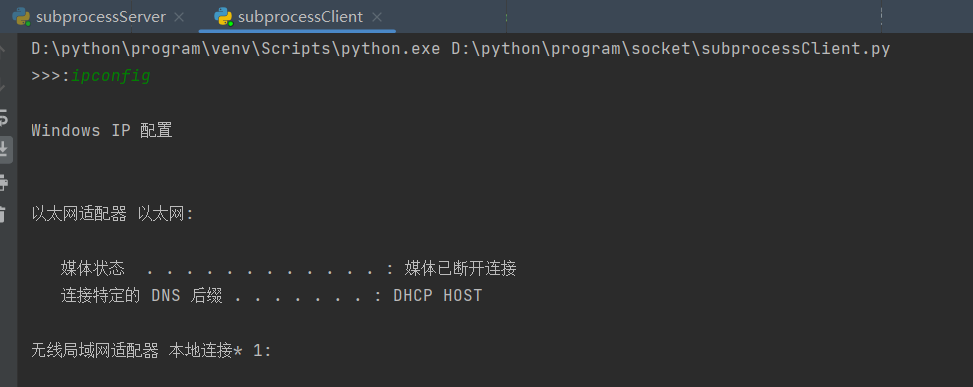 subprocessServer × subprocessClient ×
D:\python\program\venv\Scripts\python.exe D:\python\program\socket\subprocessClient.py
>>>:ipconfig
Windows IP 配置
以太网适配器 以太网:
媒体状态 . . . . . . . . . . . . : 媒体已断开连接
连接特定的 DNS 后缀 . . . . . . . : DHCP HOST
无线局域网适配器 本地连接* 1: